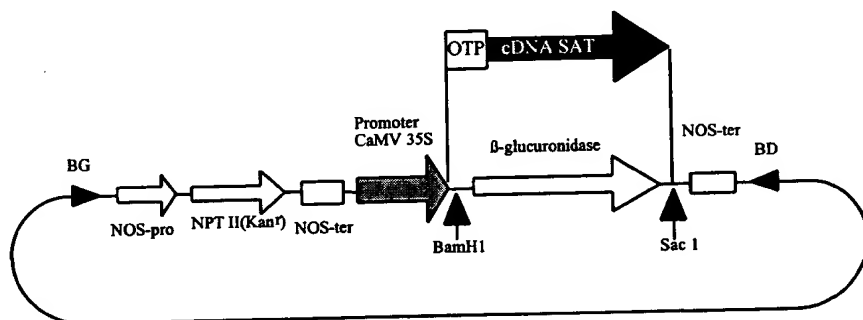 OTP
cDNA SAT
Promoter
CaMV 35S
NOS-ter
ß-glucuronidase
BG
BD
NOS-pro
NPT II(Kanr)
NOS-ter
BamH1
Sac 1